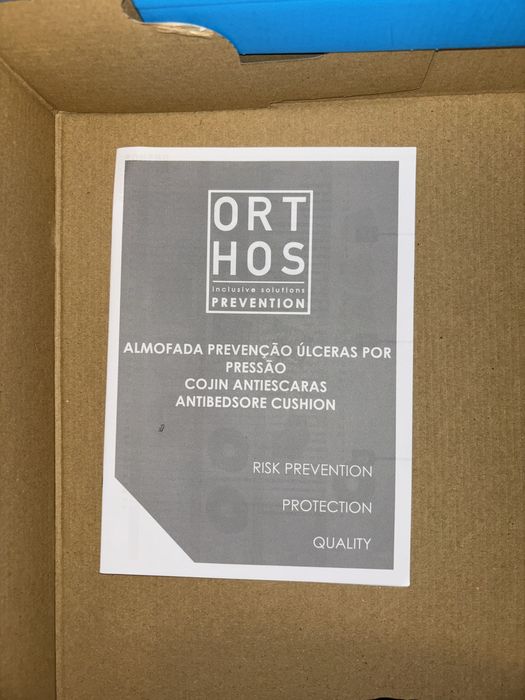 ORT
HOS
inclusive solutions
PREVENTION
ALMOFADA PREVENÇÃO ÚLCERAS POR
PRESSÃO
COJIN ANTIESCARAS
ANTIBEDSORE CUSHION
RISK PREVENTION
PROTECTION
QUALITY